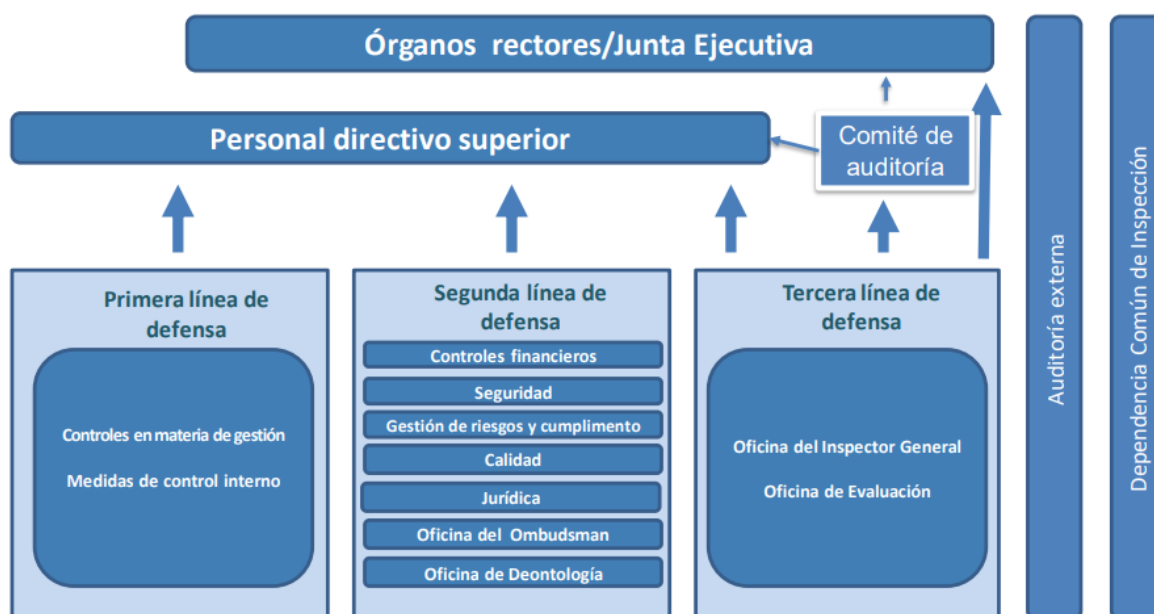 Órganos rectores/Junta Ejecutiva
Personal directivo superior
Comité de
auditoría
Primera línea de
defensa
Controles en materia de gestión
Medidas de control interno
Segunda línea de
defensa
Controles financieros
Seguridad
Gestión de riesgos y cumplimento
Calidad
Jurídica
Oficina del Ombudsman
Oficina de Deontología
Tercera línea de
defensa
Oficina del Inspector General
Oficina de Evaluación
Auditoría externa
Dependencia Común de Inspección